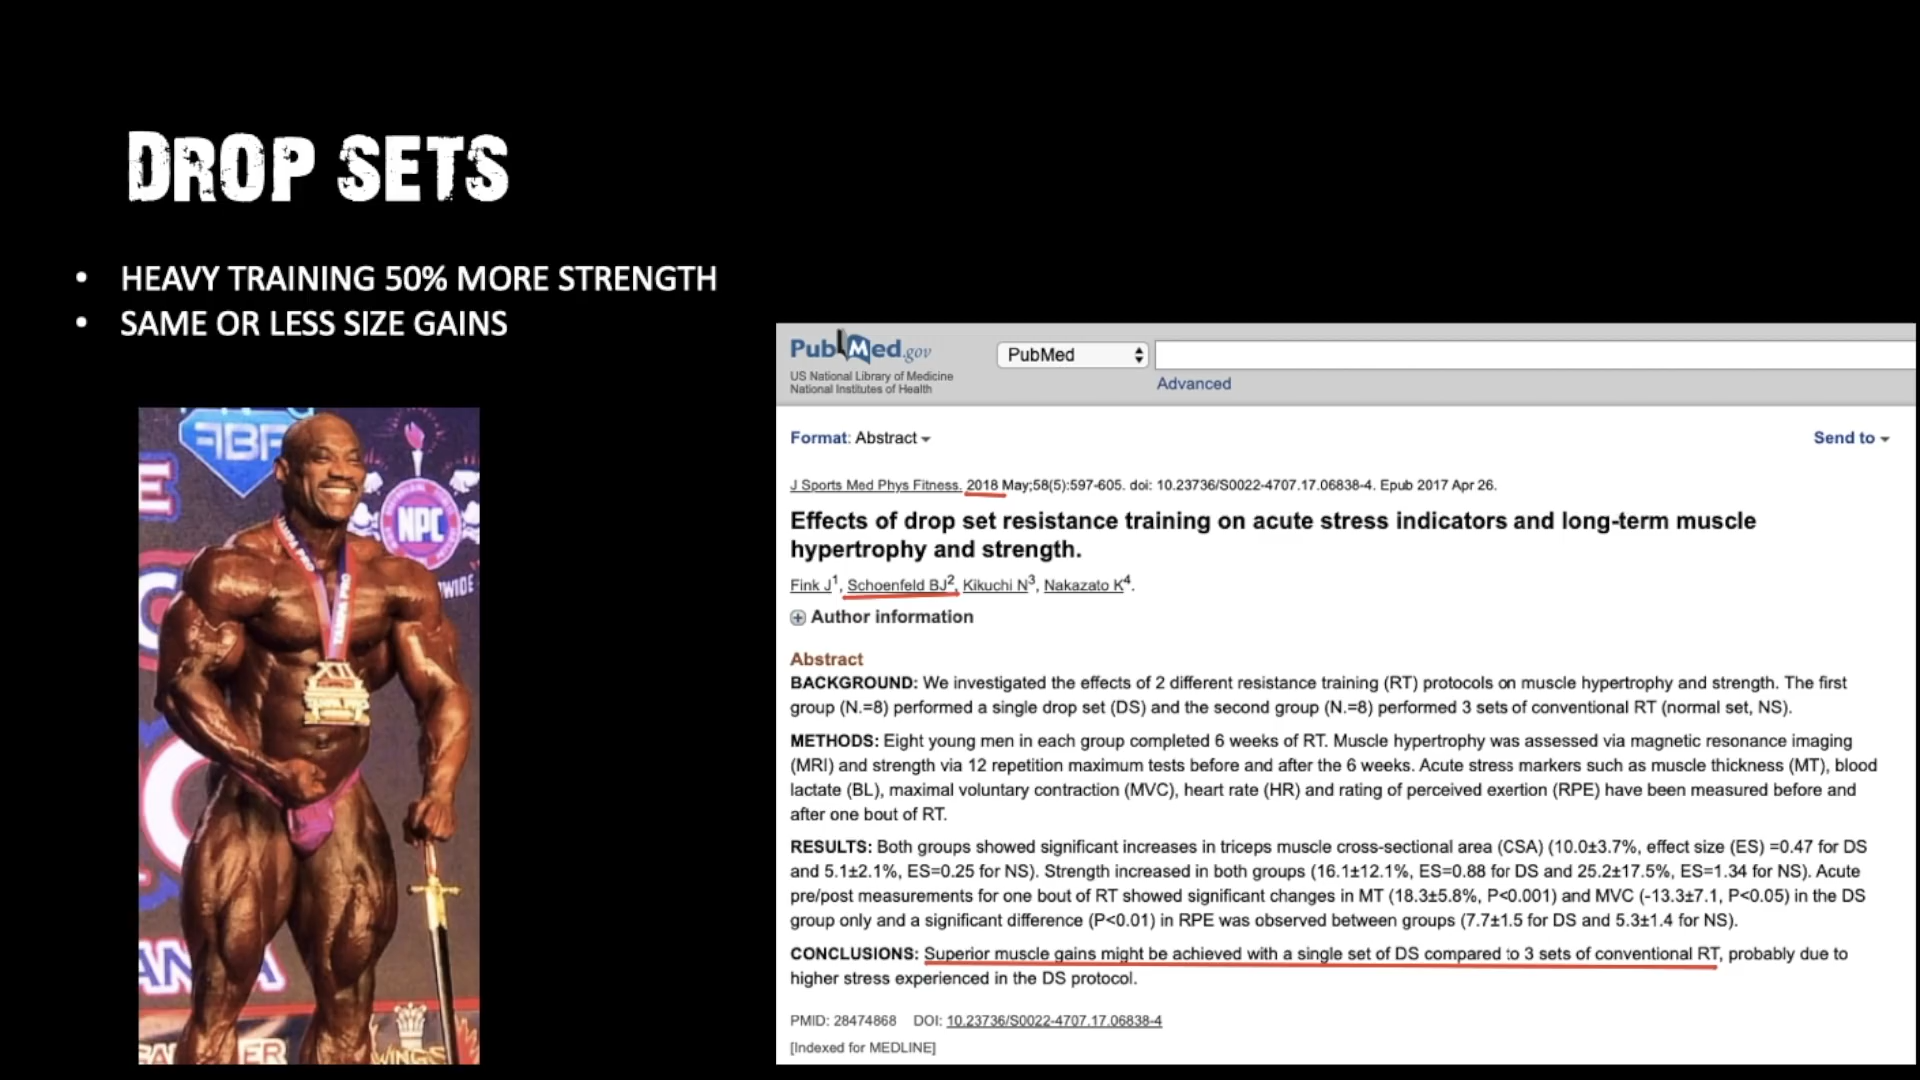 DROP SETS
• HEAVY TRAINING 50% MORE STRENGTH
• SAME OR LESS SIZE GAINS
PubMed.gov
US National Library of Medicine
National Institutes of Health
PubMed
Advanced
Format: Abstract
Send to
J Sports Med Phys Fitness. 2018 May;58(5):597-605. doi: 10.23736/S0022-4707.17.06838-4. Epub 2017 Apr 26.
Effects of drop set resistance training on acute stress indicators and long-term muscle
hypertrophy and strength.
Fink J1, Schoenfeld BJ2, Kikuchi N3, Nakazato K4.
Author information
Abstract
BACKGROUND: We investigated the effects of 2 different resistance training (RT) protocols on muscle hypertrophy and strength. The first
group (N.=8) performed a single drop set (DS) and the second group (N.=8) performed 3 sets of conventional RT (normal set, NS).
METHODS: Eight young men in each group completed 6 weeks of RT. Muscle hypertrophy was assessed via magnetic resonance imaging
(MRI) and strength via 12 repetition maximum tests before and after the 6 weeks. Acute stress markers such as muscle thickness (MT), blood
lactate (BL), maximal voluntary contraction (MVC), heart rate (HR) and rating of perceived exertion (RPE) have been measured before and
after one bout of RT.
RESULTS: Both groups showed significant increases in triceps muscle cross-sectional area (CSA) (10.0±3.7%, effect size (ES) =0.47 for DS
and 5.1±2.1%, ES=0.25 for NS). Strength increased in both groups (16.1±12.1%, ES=0.88 for DS and 25.2±17.5%, ES=1.34 for NS). Acute
pre/post measurements for one bout of RT showed significant changes in MT (18.3±5.8%, P<0.001) and MVC (-13.3±7.1, P<0.05) in the DS
group only and a significant difference (P<0.01) in RPE was observed between groups (7.7±1.5 for DS and 5.3±1.4 for NS).
CONCLUSIONS: Superior muscle gains might be achieved with a single set of DS compared to 3 sets of conventional RT, probably due to
higher stress experienced in the DS protocol.
PMID: 28474868 DOI: 10.23736/S0022-4707.17.06838-4
[Indexed for MEDLINE]
NPC
TAMPA PRO
XII
WINGS